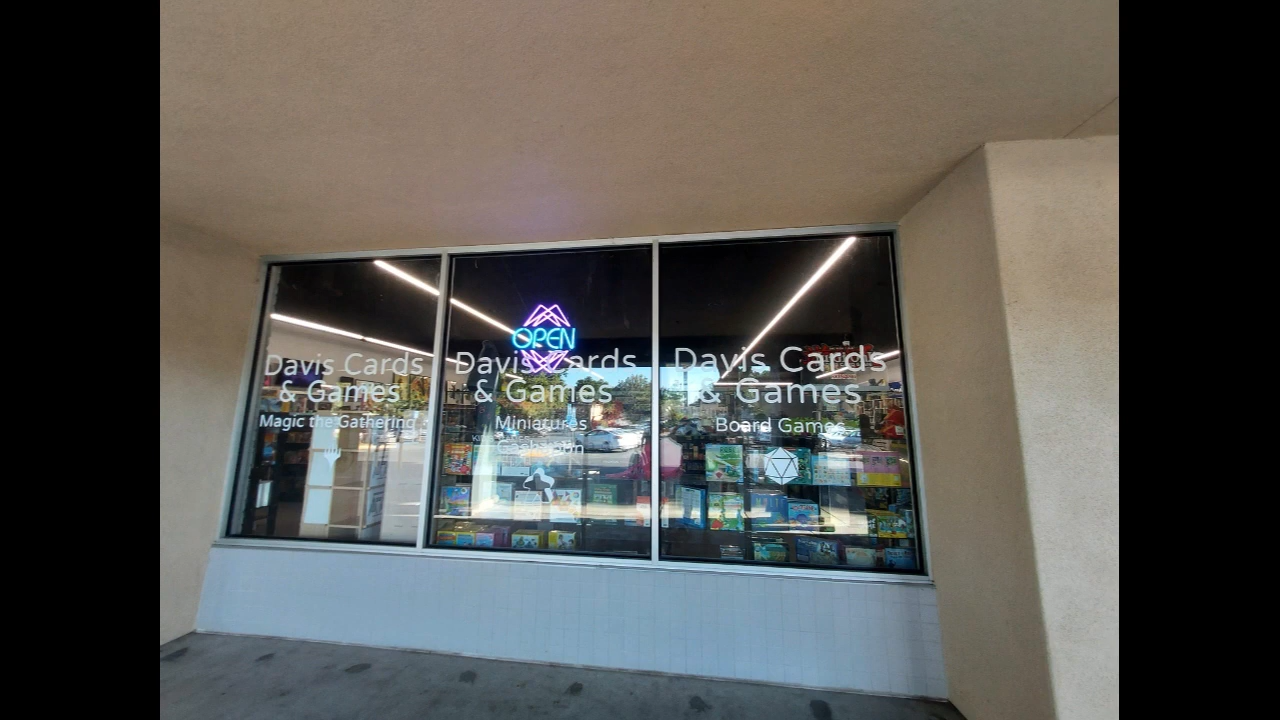 OPEN
Davis Cards
& Games
Magic the Gathering
Davis Cards
& Games
Miniatures
Davis Cards
& Games
Board Games